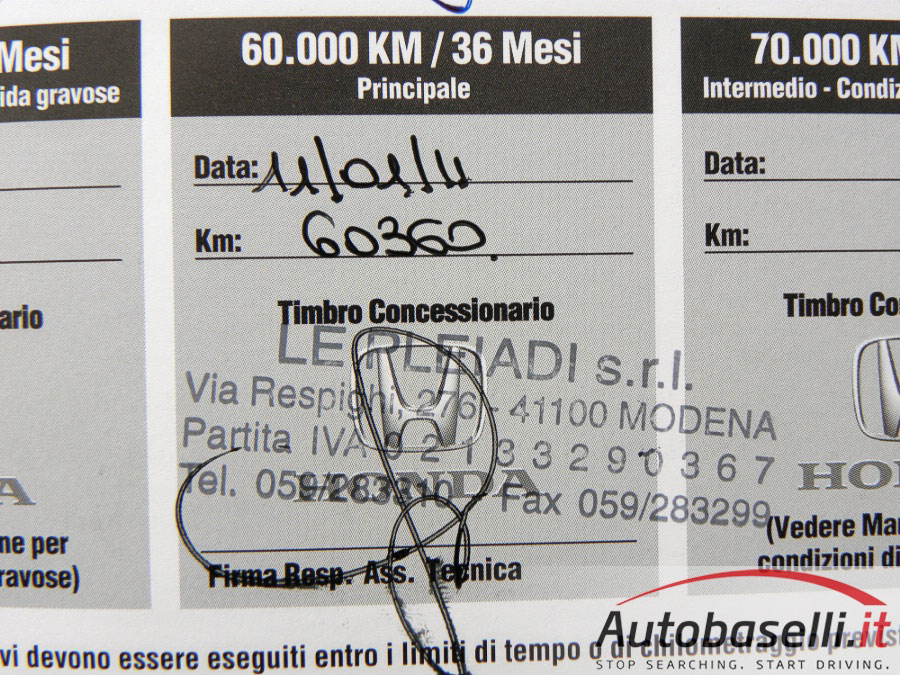 Mesi
ida gravose
ario
A
ne per
ravose)
60.000 KM / 36 Mesi
Principale
Data: 11/01/11
Km: 60360
Timbro Concessionario
LE PLEIADI s.r.l.
Via Respighi, 276 - 41100 MODENA
Partita IVA 92133290367
HONDA
Tel. 059/283310 Fax 059/283299
Firma Resp. Ass. Tecnica
70.000 KM
Intermedio - Condiz
Data:
Km:
Timbro Co
HO
(Vedere Ma
condizioni di
vi devono essere eseguiti entro i limiti di tempo o di chilometraggio previst
Autobaselli.it
STOP SEARCHING. START DRIVING.